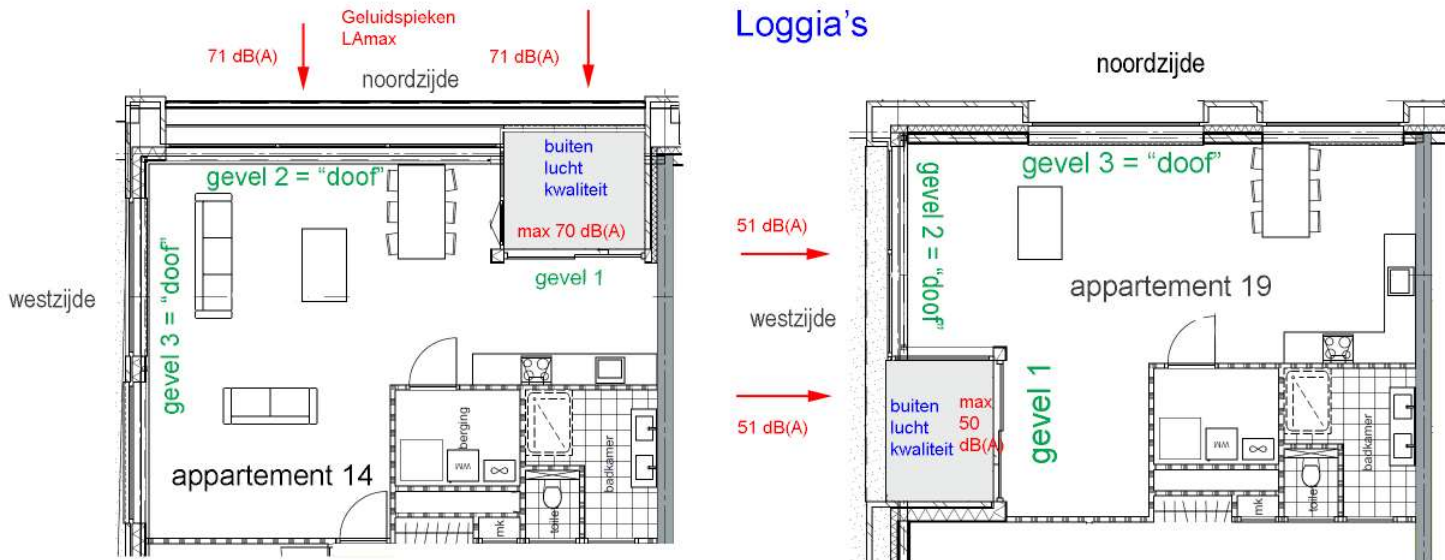 Loggia's
Geluidspieken
LAmax
71 dB(A)
71 dB(A)
noordzijde
buiten
lucht
kwaliteit
max 70 dB(A)
gevel 2 = “doof”
gevel 3 = “doof”
gevel 1
westzijde
berging
WM
badkamer
appartement 14
mk
toilet
noordzijde
gevel 3 = “doof”
gevel 2 = “doof”
51 dB(A)
appartement 19
westzijde
51 dB(A)
buiten
lucht
kwaliteit
max
50
dB(A)
gevel 1
WM
badkamer
mk
toilet